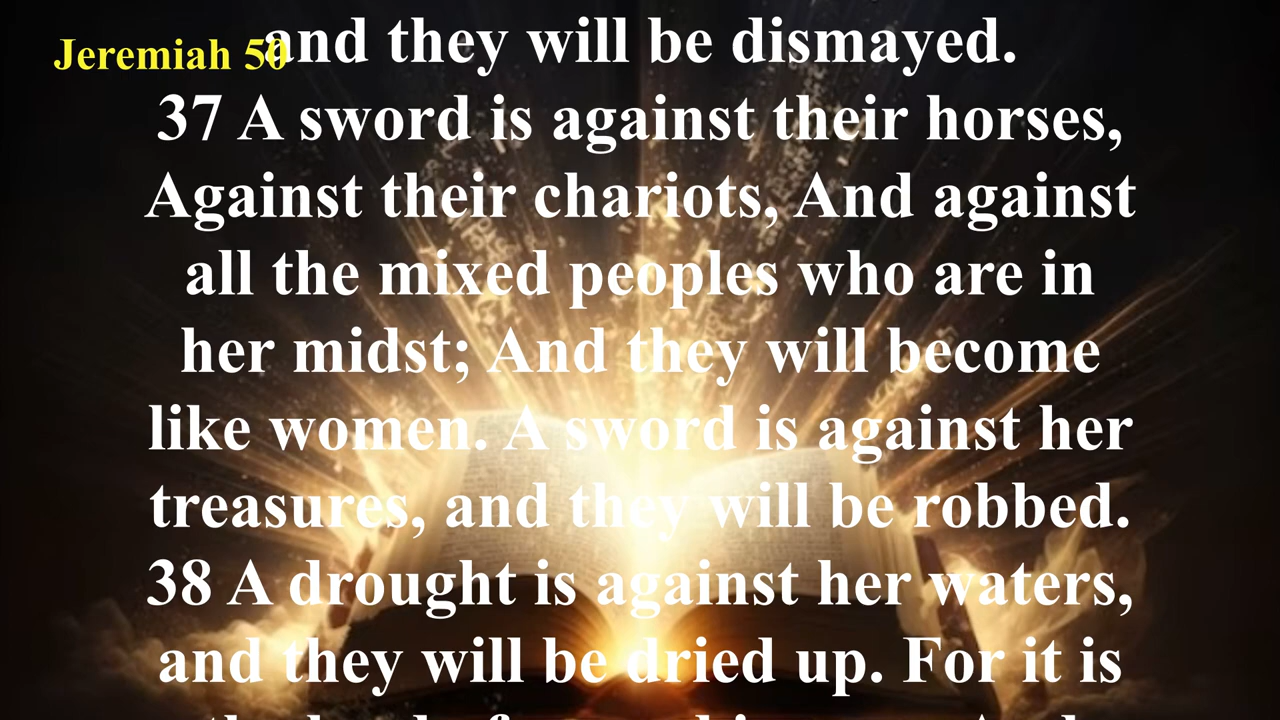 Jeremiah 50
and they will be dismayed.
37 A sword is against their horses,
Against their chariots, And against
all the mixed peoples who are in
her midst; And they will become
like women. A sword is against her
treasures, and they will be robbed.
38 A drought is against her waters,
and they will be dried up. For it is